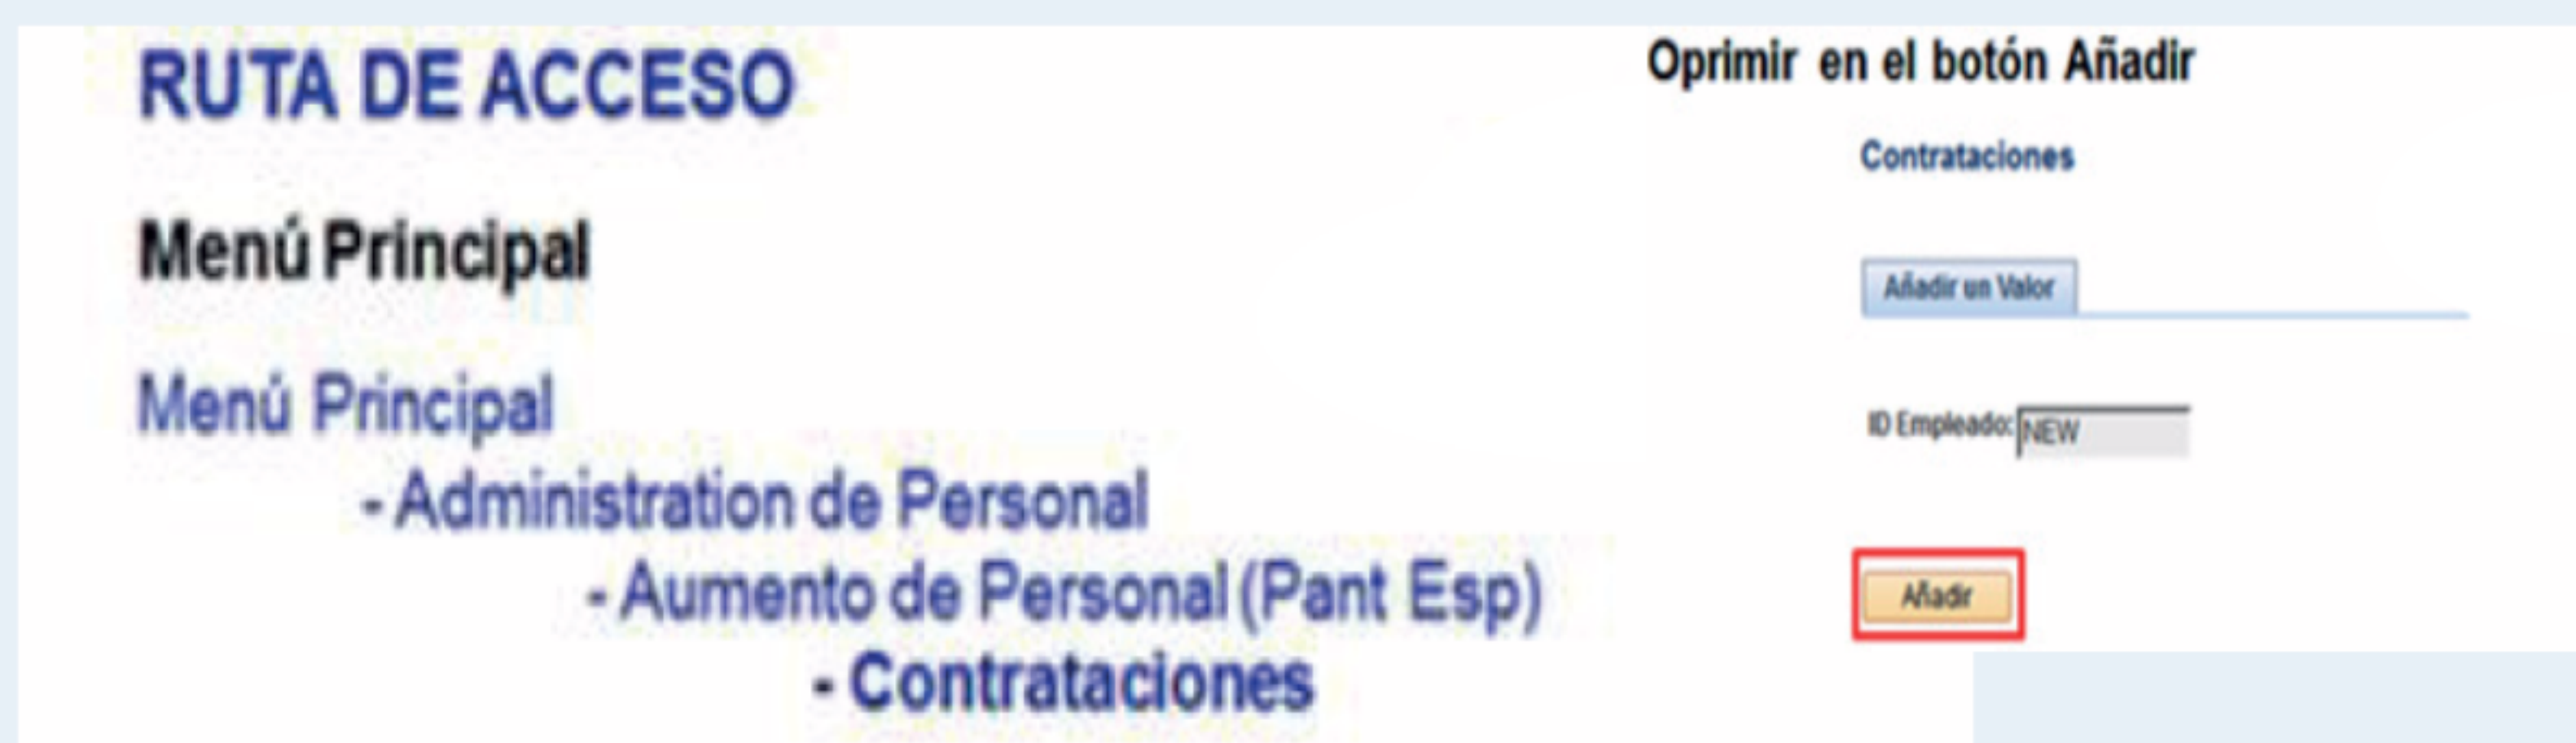 RUTA DE ACCESO
Menú Principal
Menú Principal
- Administration de Personal
- Aumento de Personal (Pant Esp)
- Contrataciones
Oprimir en el botón Añadir
Contrataciones
Añadir un Valor
ID Empleado: NEW
Añadir